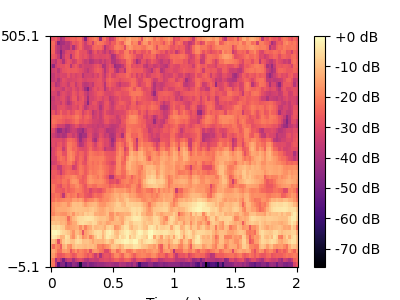 Mel Spectrogram
505.1
-5.1
0
0.5
1
1.5
2
+0 dB
-10 dB
-20 dB
-30 dB
-40 dB
-50 dB
-60 dB
-70 dB